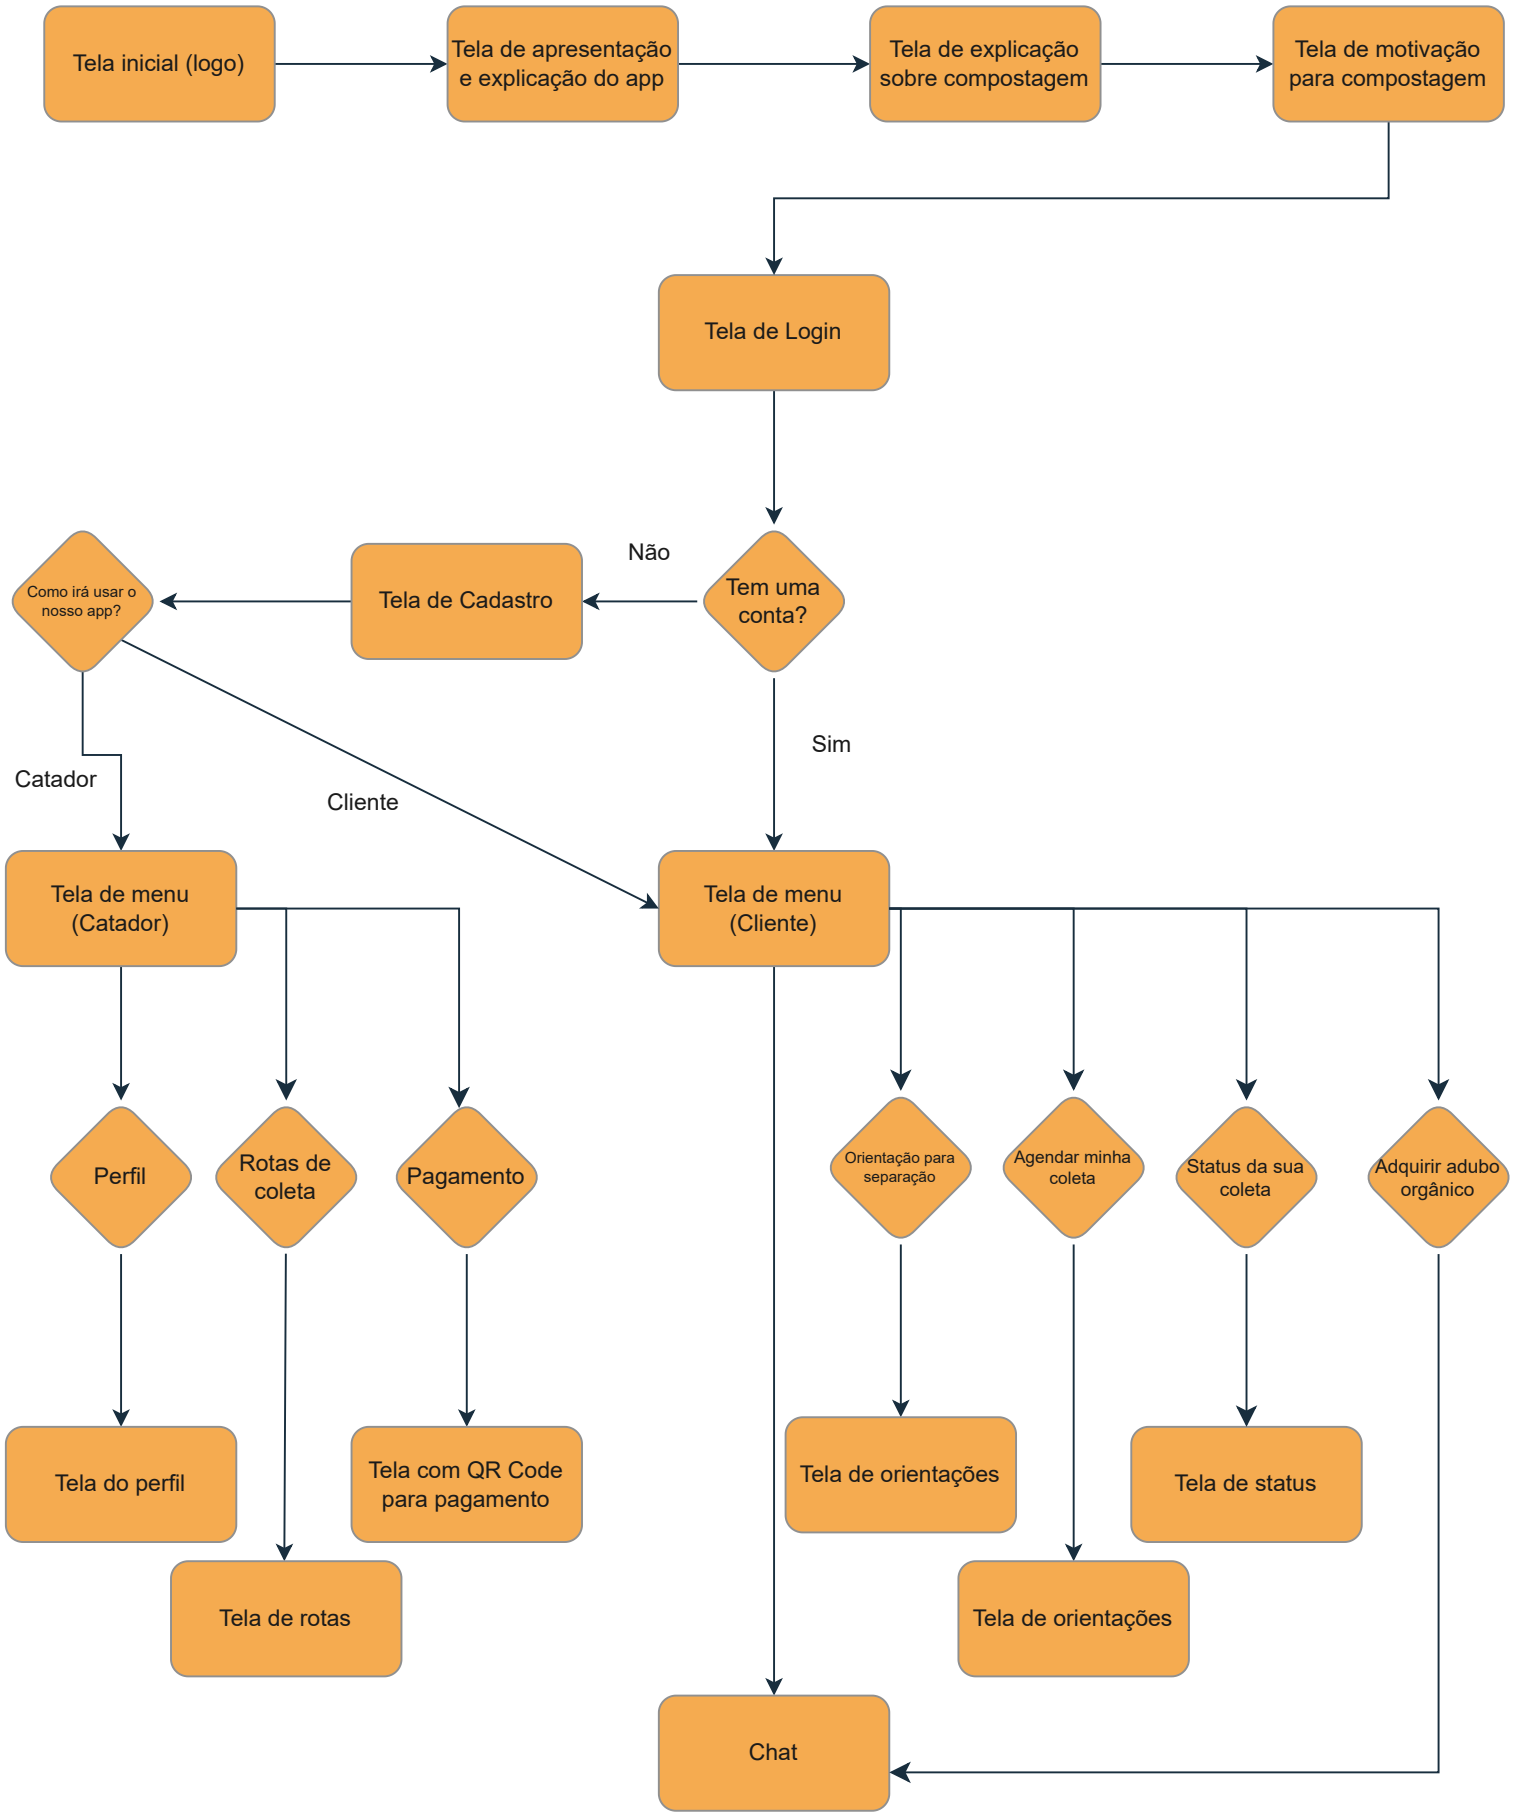 Tela inicial (logo)
Tela de apresentação
e explicação do app
Tela de explicação
sobre compostagem
Tela de motivação
para compostagem
Tela de Login
Como irá usar o
nosso app?
Tela de Cadastro
Não
Tem uma
conta?
Sim
Catador
Cliente
Tela de menu
(Catador)
Tela de menu
(Cliente)
Perfil
Rotas de
coleta
Pagamento
Orientação para
separação
Agendar minha
coleta
Status da sua
coleta
Adquirir adubo
orgânico
Tela do perfil
Tela com QR Code
para pagamento
Tela de orientações
Tela de status
Tela de rotas
Tela de orientações
Chat